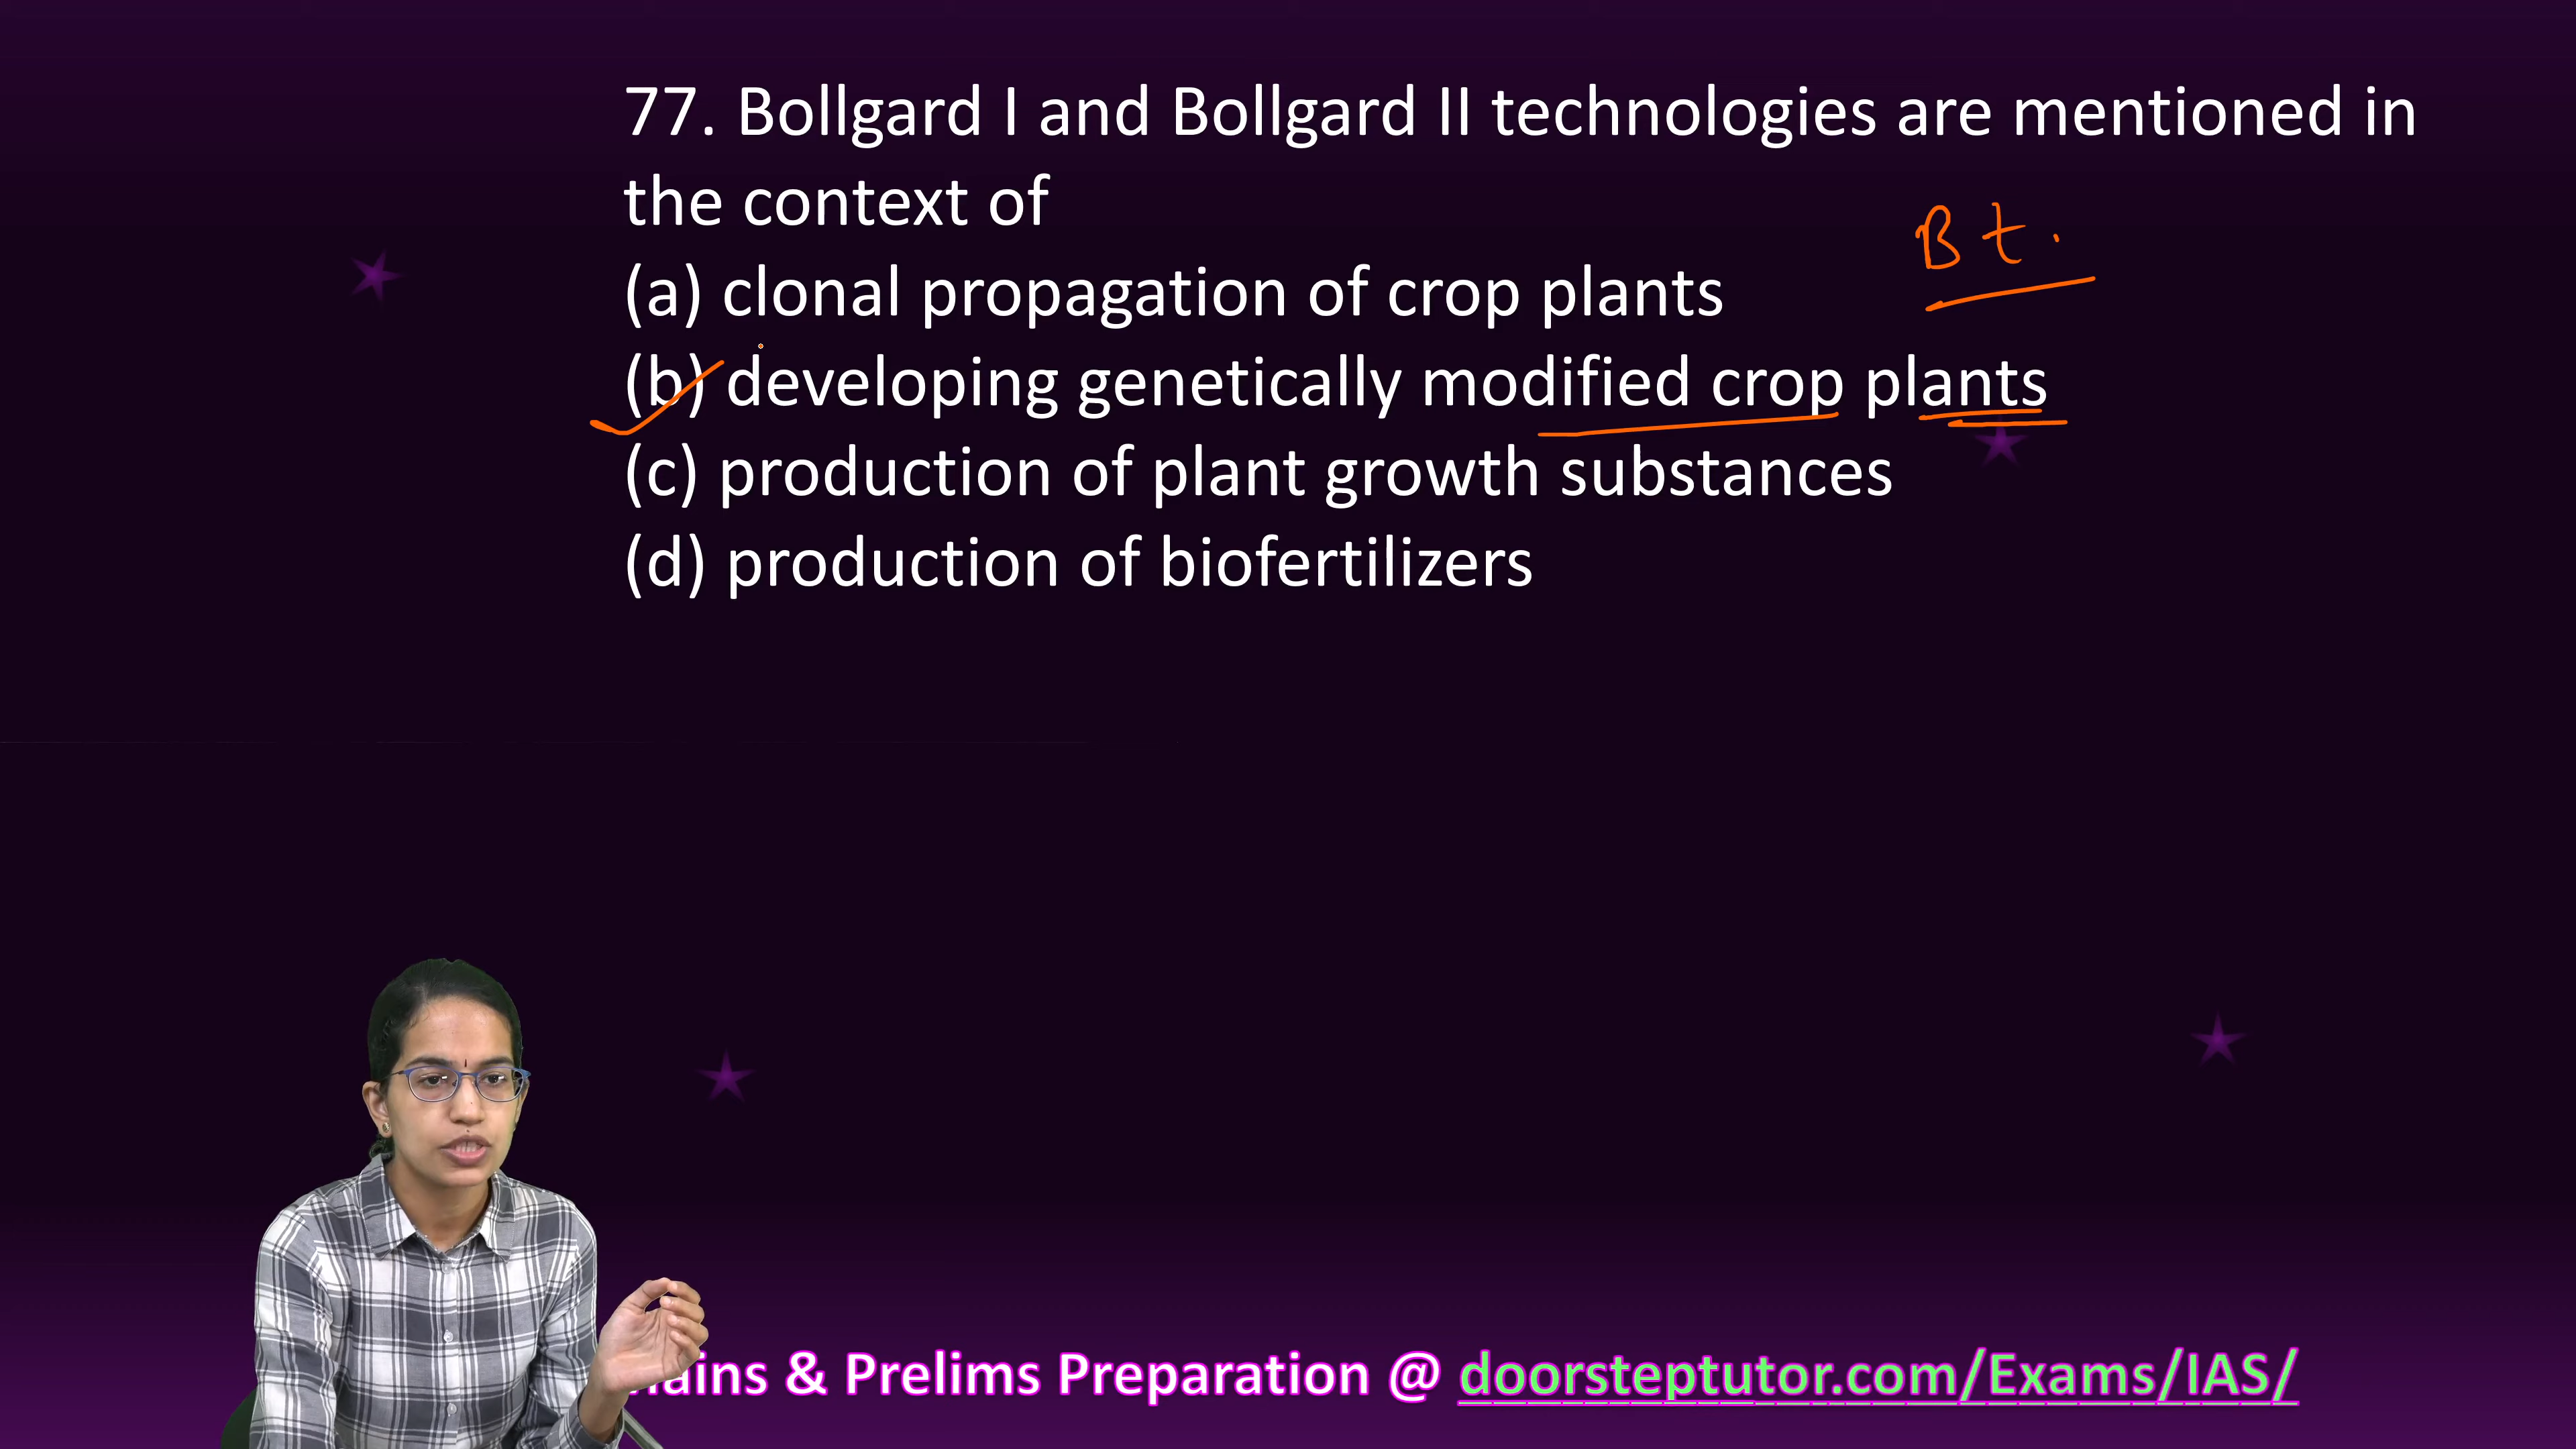 77. Bollgard I and Bollgard II technologies are mentioned in
the context of
Bt.
(a) clonal propagation of crop plants
(b) developing genetically modified crop plants
(c) production of plant growth substances
(d) production of biofertilizers
& Prelims Preparation @ doorsteptutor.com/Exams/IAS/